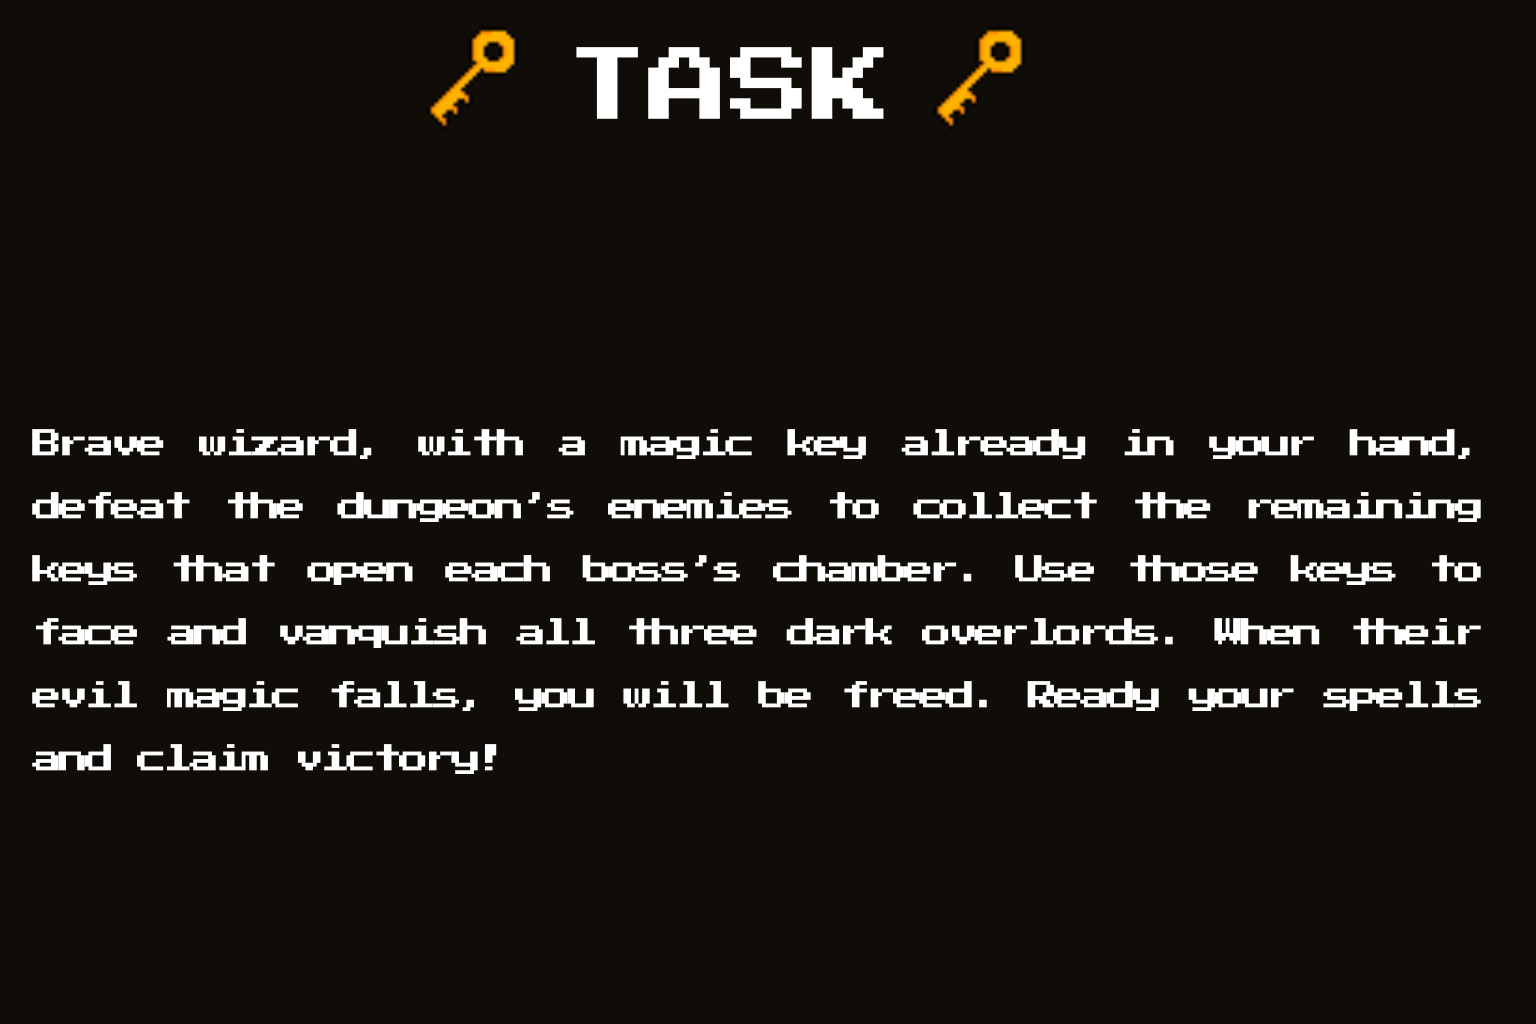 TASK
Brave wizard, with a magic key already in your hand,
defeat the dungeon's enemies to collect the remaining
keys that open each boss's chamber. Use those keys to
face and vanquish all three dark overlords. When their
evil magic falls, you will be freed. Ready your spells
and claim victory!